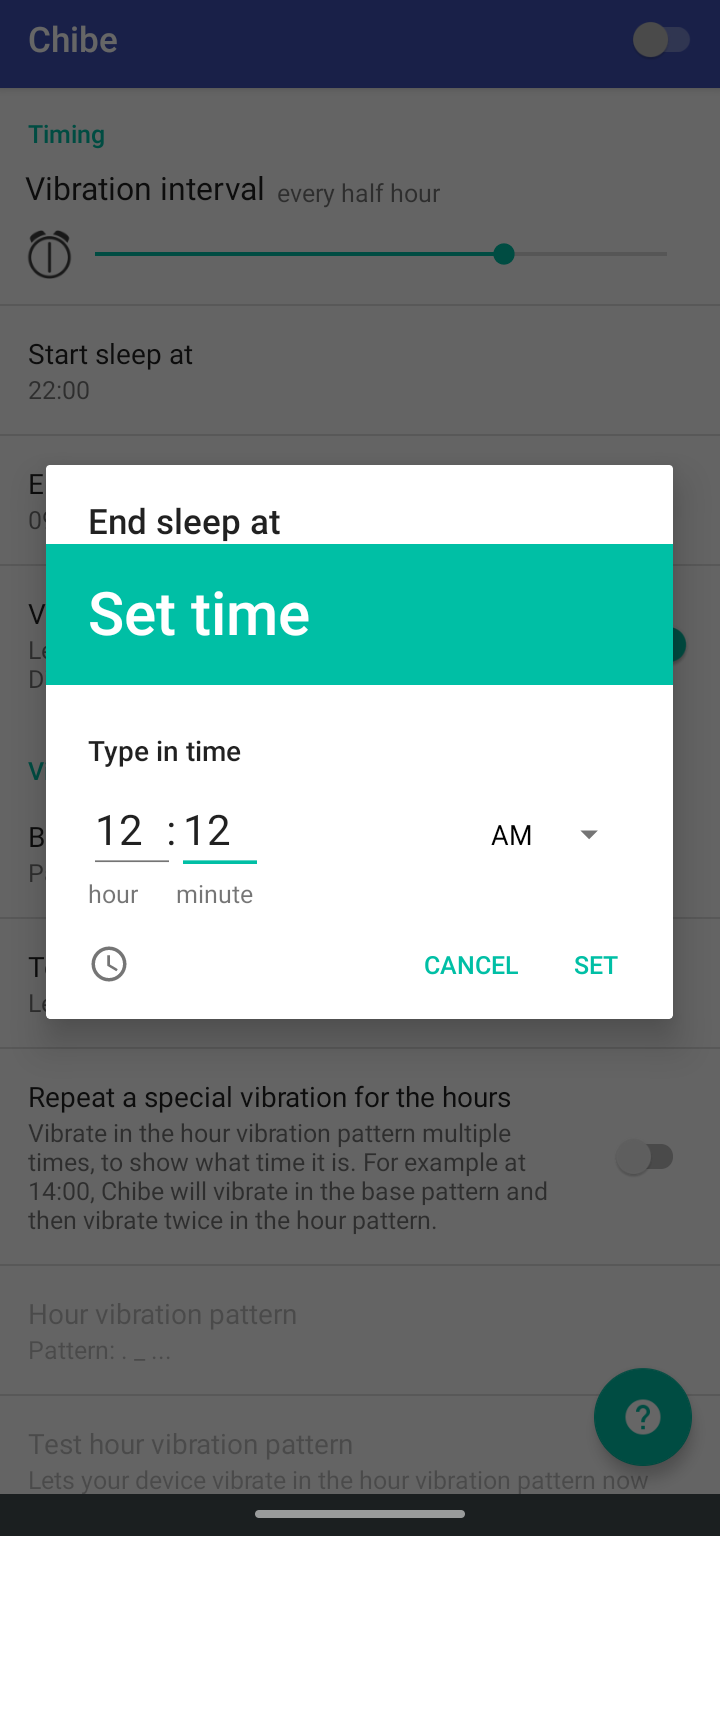 Chibe
Timing
Vibration interval every half hour
Start sleep at
22:00
End sleep at
Set time
Type in time
12 : 12 AM
hour minute
CANCEL SET
Repeat a special vibration for the hours
Vibrate in the hour vibration pattern multiple
times, to show what time it is. For example at
14:00, Chibe will vibrate in the base pattern and
then vibrate twice in the hour pattern.
Hour vibration pattern
Pattern: . _ ...
Test hour vibration pattern
Lets your device vibrate in the hour vibration pattern now